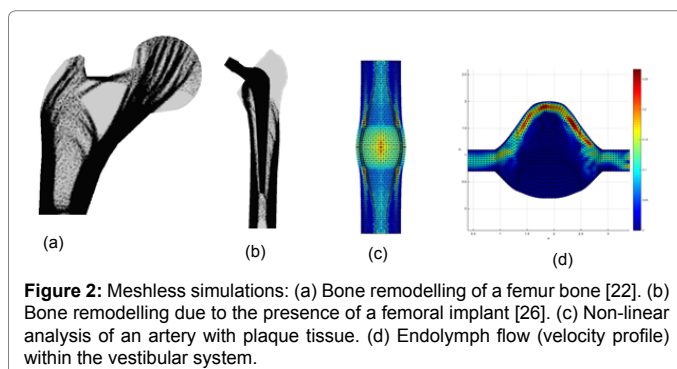 (a)
(b)
(c)
(d)
Figure 2: Meshless simulations: (a) Bone remodelling of a femur bone [22]. (b)
Bone remodelling due to the presence of a femoral implant [26]. (c) Non-linear
analysis of an artery with plaque tissue. (d) Endolymph flow (velocity profile)
within the vestibular system.